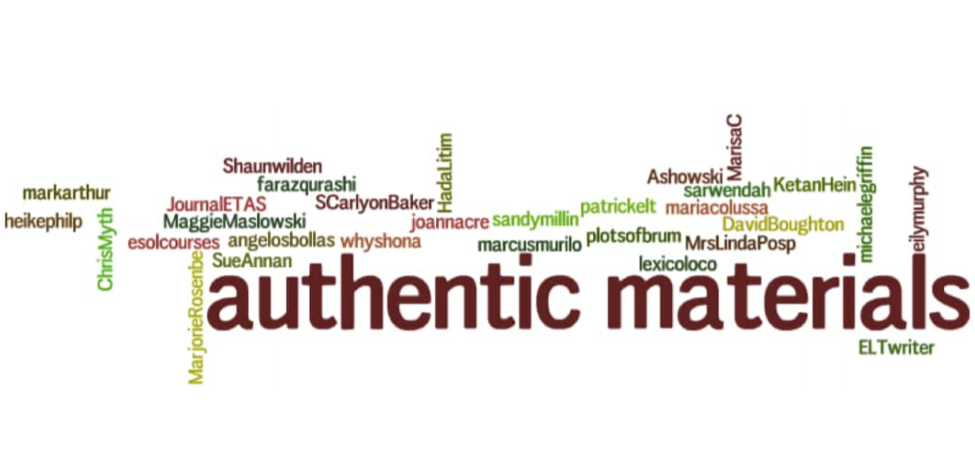 MarisaC
HadaLitim
Shaunwilden
michaelegriffin
Ashowski
eilymurphy
farazqurashi
sarwendah
KetanHein
markarthur
JournalETAS
SCarlyonBaker
patrickelt
mariacolussa
heikephilp
ChrisMyth
MaggieMaslowski
joannacre
sandymillin
DavidBoughton
esolcourses
angelosbollas
whyshona
marcusmurilo
plotsofbrum
MrsLindaPosp
SueAnnan
lexicoloco
MarjorieRosenbe
authentic materials
ELTwriter